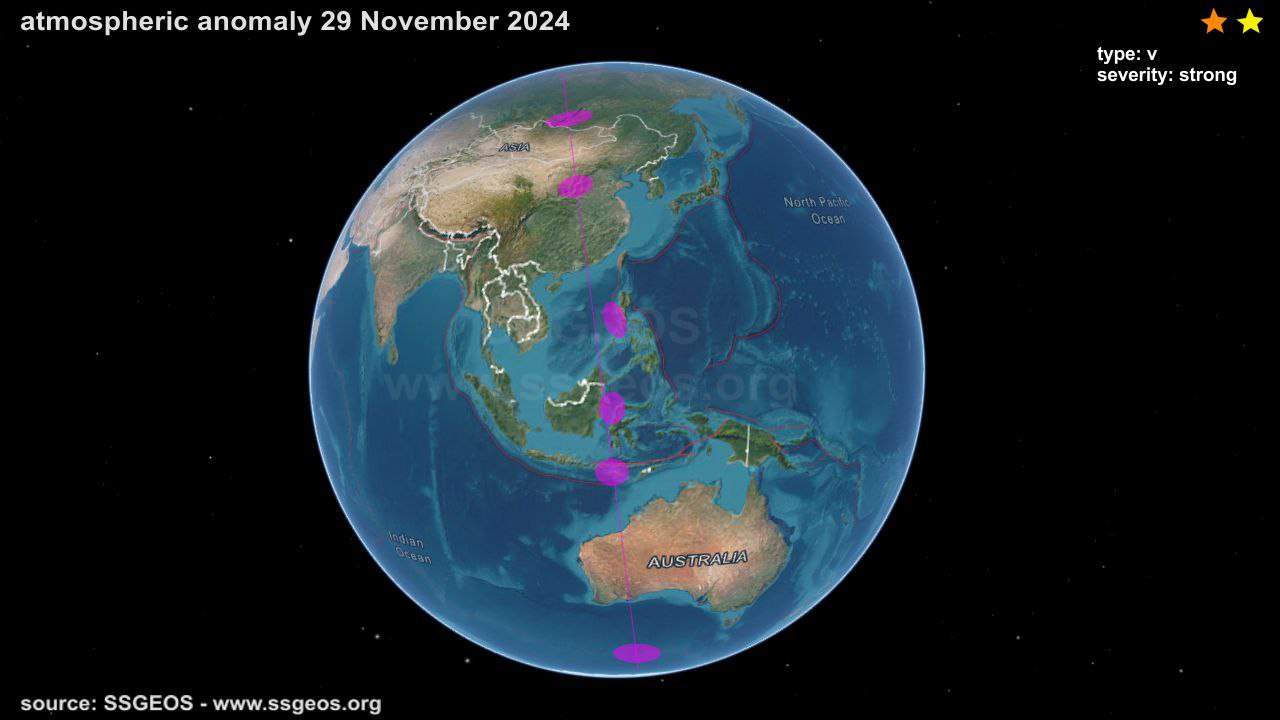 atmospheric anomaly 29 November 2024
type: v
severity: strong
ASIA
North Pacific
Ocean
SSGEOS
www.ssgeos.org
Indian
Ocean
AUSTRALIA
source: SSGEOS - www.ssgeos.org